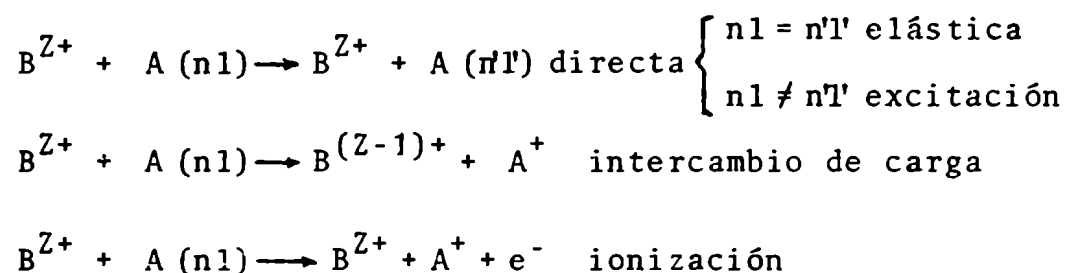 B^Z+ + A (nl) → B^Z+ + A (n'l') directa { nl = n'l' elástica
nl ≠ n'l' excitación
B^Z+ + A (nl) → B^(Z-1)+ + A^+ intercambio de carga
B^Z+ + A (nl) → B^Z+ + A^+ + e^- ionización